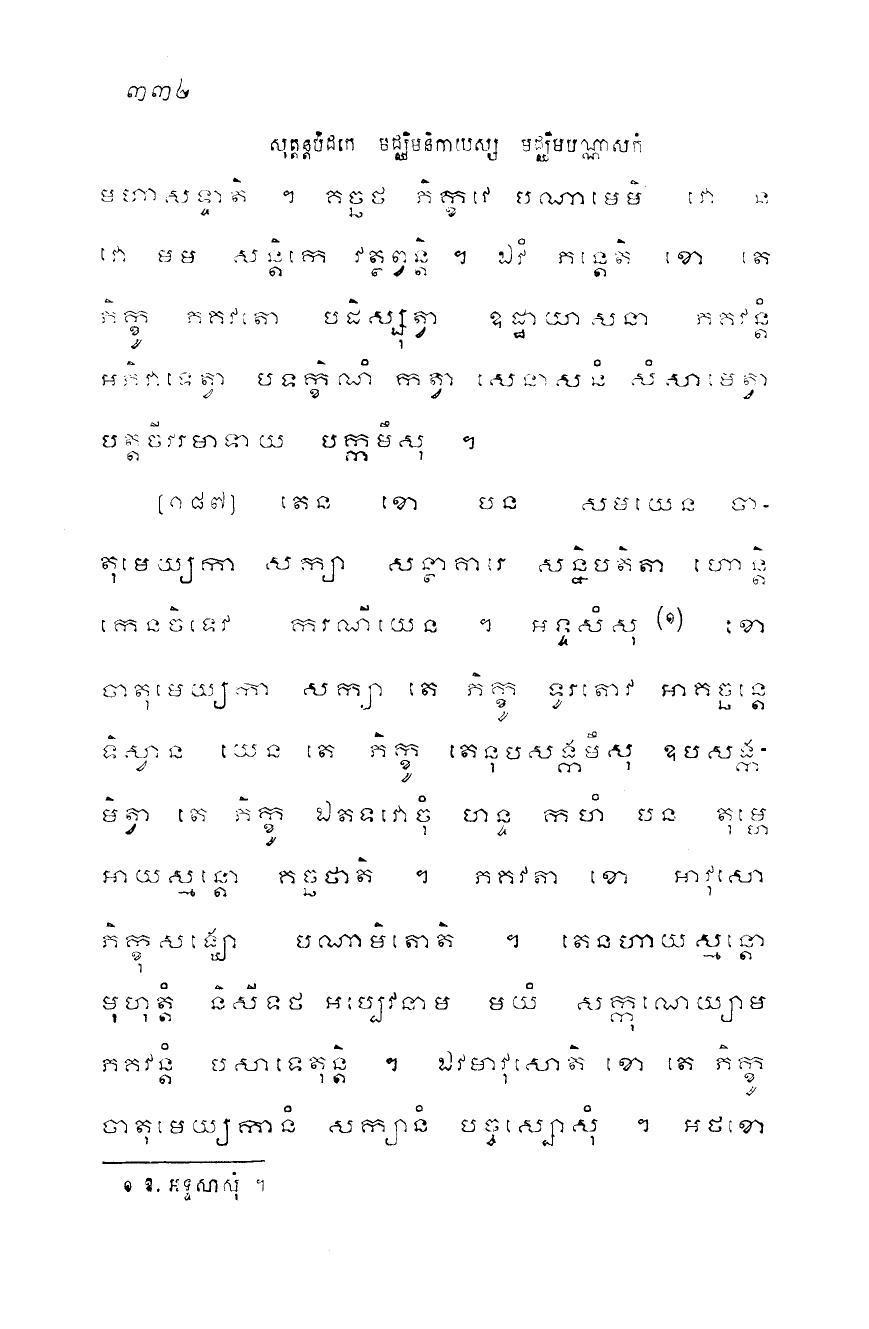 ៣៣៤
សុត្តន្តបិដកេ មជ្ឈិមនិកាយស្ស មជ្ឈិមបណ្ណាសកំ
មហាសទ្ទាតិ ។ គច្ឆថ ភិក្ខវេ បណាមេមិ វោ ន
វោ មម សន្តិកេ វត្ថព្វន្តិ ។ ឯវំ ភន្តេតិ ខោ តេ
ភិក្ខូ ភគវតោ បដិស្សុត្វា ឧដ្ឋាយាសនា ភគវន្តំ
អភិវាទេត្វា បទក្ខិណំ កត្វា សេនាសនំ សំសាមេត្វា
បត្តចីវរមាទាយ បក្កមឹសុ ។
[១៨៧] តេន ខោ បន សមយេន ចា-
តុមេយ្យកា សក្យា សន្ថាគារេ សន្និបតិតា ហោន្តិ
កេនចិទេវ ករណីយេន ។ អទ្ទសំសុ (១) ខោ
ចាតុមេយ្យកា សក្យា តេ ភិក្ខូ ទូរតោវ អាគច្ឆន្តេ
ទិស្វាន យេន តេ ភិក្ខូ តេនុបសង្កមឹសុ ឧបសង្ក-
មិត្វា តេ ភិក្ខូ ឯតទវោចុំ ហន្ទ កហំ បន តុម្ហេ
អាយស្មន្តោ គច្ឆថាតិ ។ ភគវតា ខោ អាវុសោ
ភិក្ខុសង្ឃោ បណាមិតោតិ ។ តេនហាយស្មន្តោ
មុហុត្តំ និសីទថ អប្បេវនាម មយំ សក្កុណេយ្យាម
ភគវន្តំ បសាទេតុន្តិ ។ ឯវមាវុសោតិ ខោ តេ ភិក្ខូ
ចាតុមេយ្យកានំ សក្យានំ បច្ចស្សោសុំ ។ អថខោ
១ ឱ. អទ្ទសាសុំ ។